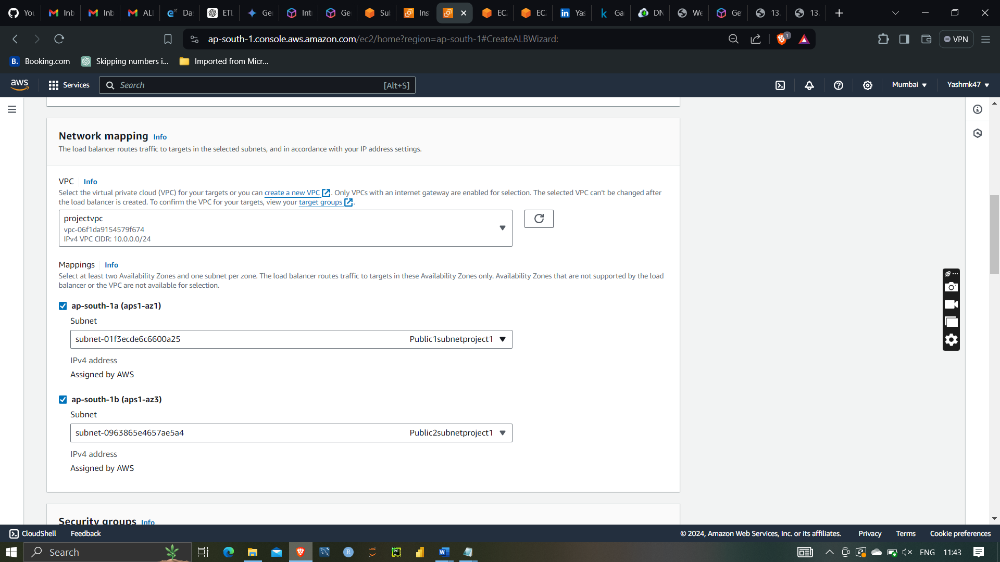 You
Inb
Inb
ALL
Da:
ETL
Ge
Int
Ge
Sul
Ins
EC
EC
Yas
Ga
DN
We
Ge
13.
13.
ap-south-1.console.aws.amazon.com/ec2/home?region=ap-south-1#CreateALBWizard:
1
VPN
B. Booking.com
Skipping numbers i...
Imported from Micr...
aws
Services
Search
[Alt+S]
Mumbai
Yashmk47
Network mapping Info
The load balancer routes traffic to targets in the selected subnets, and in accordance with your IP address settings.
VPC Info
Select the virtual private cloud (VPC) for your targets or you can create a new VPC. Only VPCs with an internet gateway are enabled for selection. The selected VPC can't be changed after
the load balancer is created. To confirm the VPC for your targets, view your target groups.
projectvpc
vpc-06f1da9154579f674
IPv4 VPC CIDR: 10.0.0.0/24
Mappings Info
Select at least two Availability Zones and one subnet per zone. The load balancer routes traffic to targets in these Availability Zones only. Availability Zones that are not supported by the load
balancer or the VPC are not available for selection.
ap-south-1a (aps1-az1)
Subnet
subnet-01f3ecde6c6600a25 Public1subnetproject1
IPv4 address
Assigned by AWS
ap-south-1b (aps1-az3)
Subnet
subnet-0963865e4657ae5a4 Public2subnetproject1
IPv4 address
Assigned by AWS
Security groups Info
CloudShell
Feedback
© 2024, Amazon Web Services, Inc. or its affiliates.
Privacy
Terms
Cookie preferences
Search
ENG
11:43